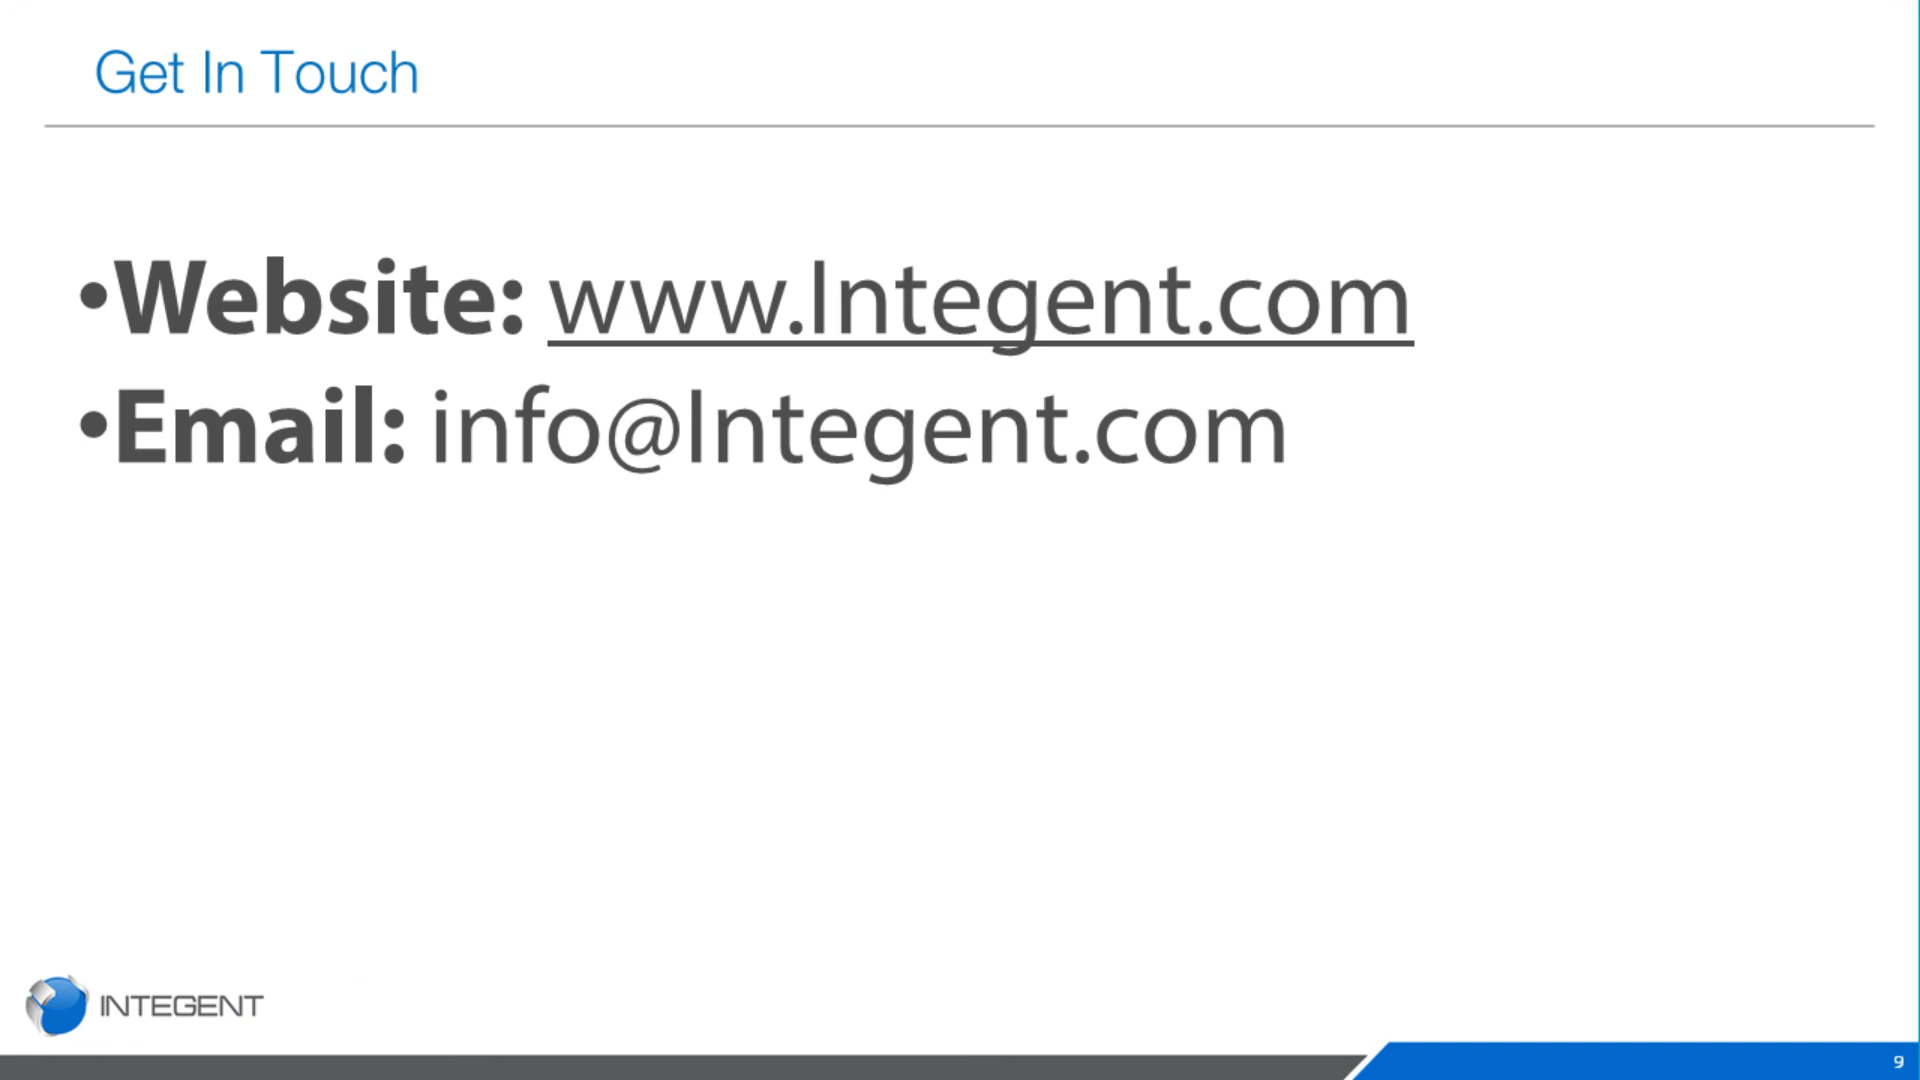 Get In Touch
•Website: www.Integent.com
•Email: info@Integent.com
INTEGENT
9